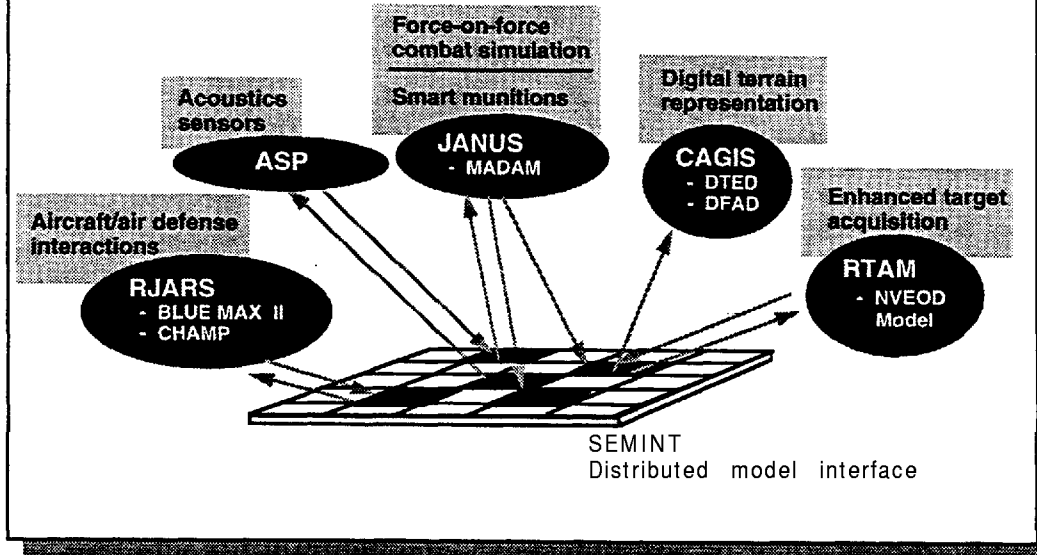 Force-on-force
combat simulation
Smart munitions
JANUS
- MADAM
Acoustics
sensors
ASP
Digital terrain
representation
CAGIS
- DTED
- DFAD
Enhanced target
acquisition
RTAM
- NVEOD
Model
Aircraft/air defense
interactions
RJARS
- BLUE MAX II
- CHAMP
SEMINT
Distributed model interface